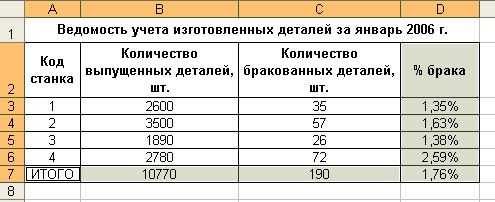 A B C D
1 Ведомость учета изготовленных деталей за январь 2006 г.
2 Код станка Количество выпущенных деталей, шт. Количество бракованных деталей, шт. % брака
3 1 2600 35 1,35%
4 2 3500 57 1,63%
5 3 1890 26 1,38%
6 4 2780 72 2,59%
7 ИТОГО 10770 190 1,76%
8